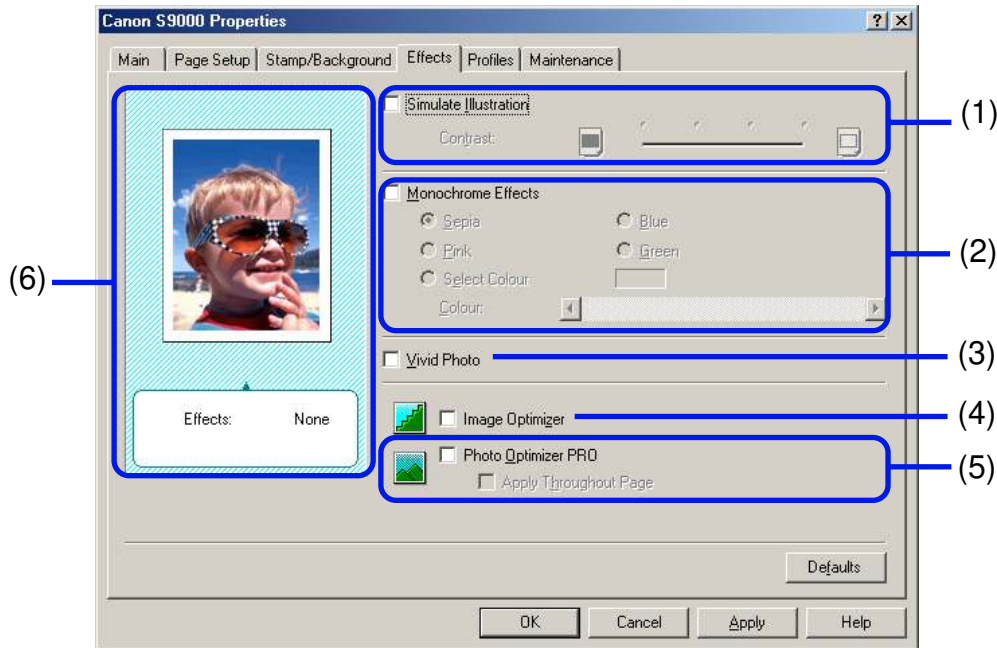 Canon S9000 Properties
? ×
Main Page Setup Stamp/Background Effects Profiles Maintenance
Simulate Illustration
Contrast:
(1)
Monochrome Effects
Sepia Blue
Pink Green
Select Colour
Colour:
(2)
(6)
Vivid Photo
(3)
Effects: None
Image Optimizer
(4)
Photo Optimizer PRO
Apply Throughout Page
(5)
Defaults
OK Cancel Apply Help